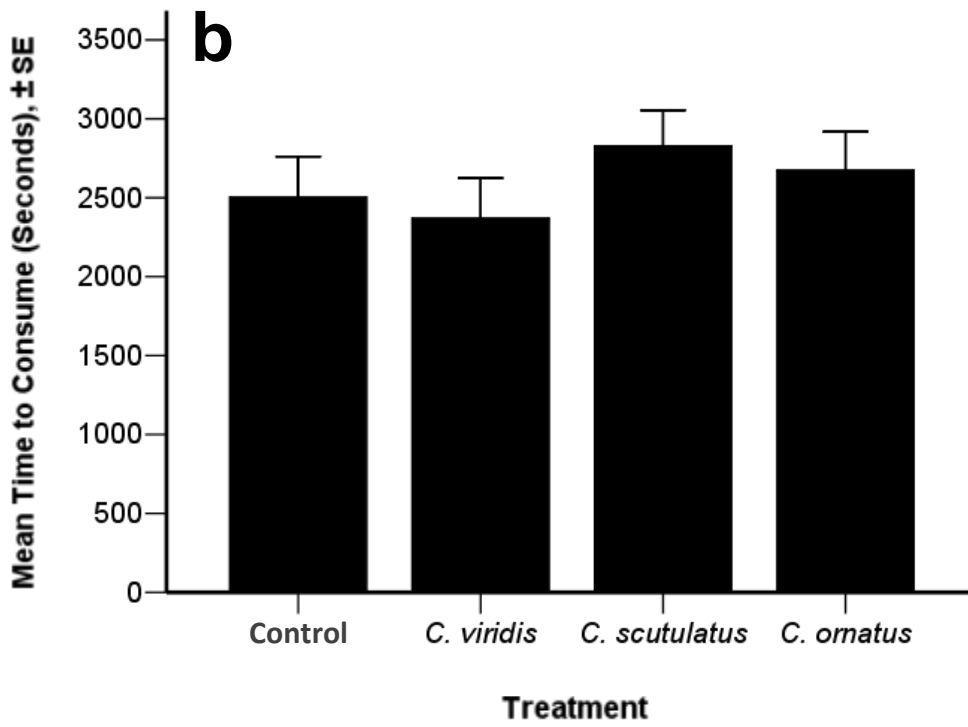 b
Mean Time to Consume (Seconds), ± SE
3500
3000
2500
2000
1500
1000
500
0
Control C. viridis C. scutulatus C. ornatus
Treatment